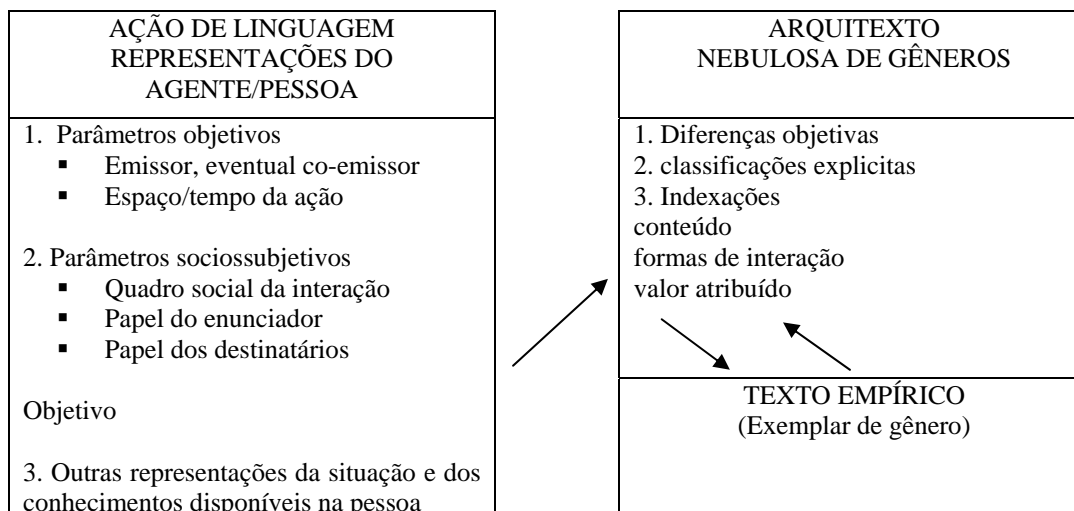 AÇÃO DE LINGUAGEM
REPRESENTAÇÕES DO
AGENTE/PESSOA
1. Parâmetros objetivos
▪ Emissor, eventual co-emissor
▪ Espaço/tempo da ação
2. Parâmetros sociossubjetivos
▪ Quadro social da interação
▪ Papel do enunciador
▪ Papel dos destinatários
Objetivo
3. Outras representações da situação e dos
conhecimentos disponíveis na pessoa
ARQUITEXTO
NEBULOSA DE GÊNEROS
1. Diferenças objetivas
2. classificações explicitas
3. Indexações
conteúdo
formas de interação
valor atribuído
TEXTO EMPÍRICO
(Exemplar de gênero)